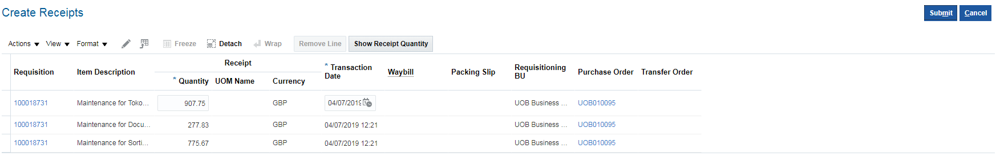 Create Receipts
Submit Cancel
Actions View Format Freeze Detach Wrap Remove Line Show Receipt Quantity
Receipt
Requisition Item Description * Quantity UOM Name Currency * Transaction Date Waybill Packing Slip Requisitioning BU Purchase Order Transfer Order
100018731 Maintenance for Toko... 907.75 GBP 04/07/2019 UOB Business ... UOB010095
100018731 Maintenance for Docu... 277.83 GBP 04/07/2019 12:21 UOB Business ... UOB010095
100018731 Maintenance for Sorti... 775.67 GBP 04/07/2019 12:21 UOB Business ... UOB010095